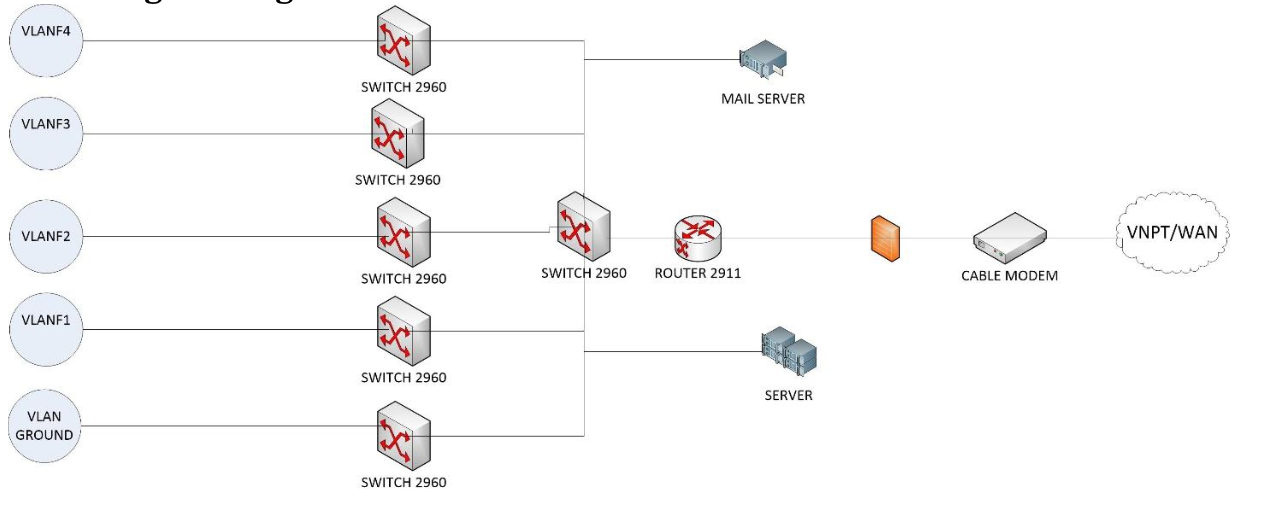 VLANF4
SWITCH 2960
MAIL SERVER
VLANF3
SWITCH 2960
VLANF2
SWITCH 2960
SWITCH 2960
ROUTER 2911
CABLE MODEM
VNPT/WAN
VLANF1
SWITCH 2960
SERVER
VLAN
GROUND
SWITCH 2960